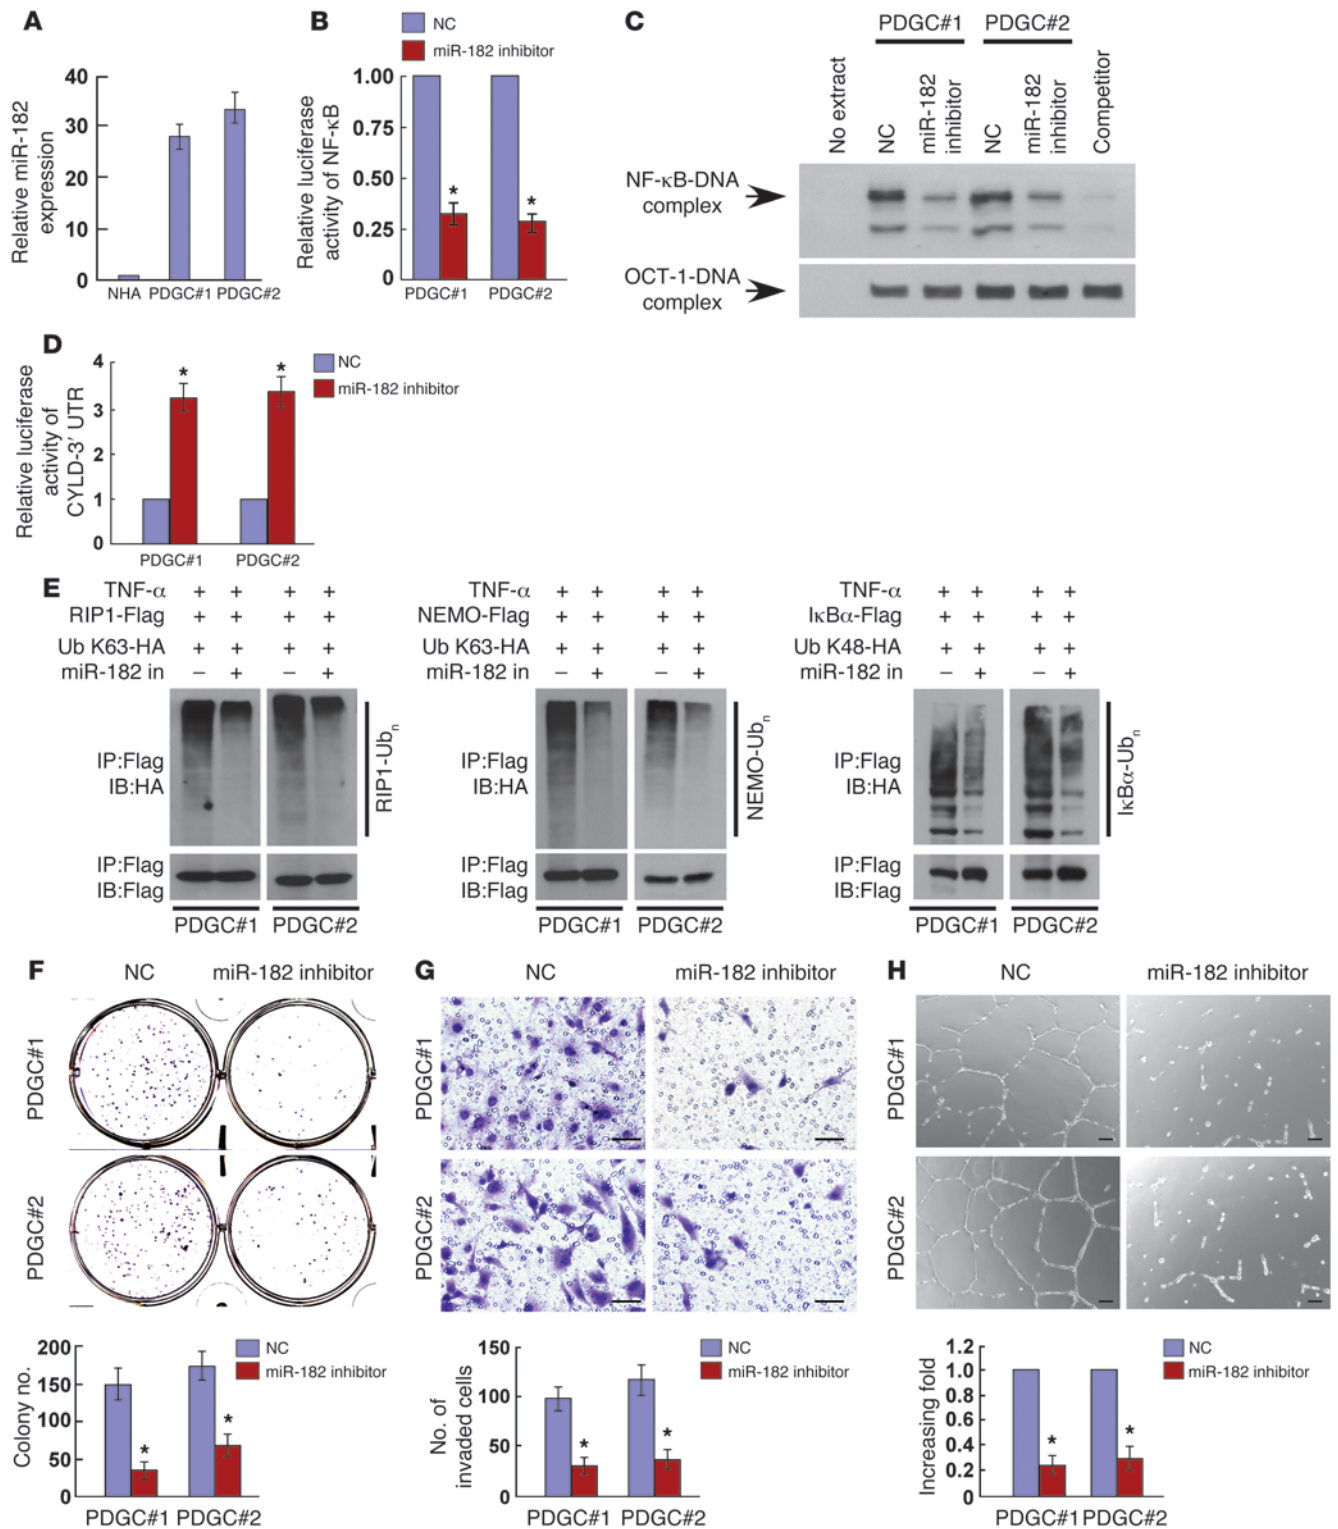 A
Relative miR-182
expression
40
30
20
10
0
NHA PDGC#1 PDGC#2
B
NC
miR-182 inhibitor
Relative luciferase
activity of NF-κB
1.00
0.75
0.50
0.25
0
*
*
PDGC#1 PDGC#2
C
PDGC#1 PDGC#2
No extract
NC
miR-182
inhibitor
NC
miR-182
inhibitor
Competitor
NF-κB-DNA
complex
OCT-1-DNA
complex
D
Relative luciferase
activity of
CYLD-3′ UTR
4
3
2
1
0
*
*
NC
miR-182 inhibitor
PDGC#1 PDGC#2
E
TNF-α + + + +
RIP1-Flag + + + +
Ub K63-HA + + + +
miR-182 in – + – +
IP:Flag
IB:HA
RIP1-Ubn
IP:Flag
IB:Flag
PDGC#1 PDGC#2
TNF-α + + + +
NEMO-Flag + + + +
Ub K63-HA + + + +
miR-182 in – + – +
IP:Flag
IB:HA
NEMO-Ubn
IP:Flag
IB:Flag
PDGC#1 PDGC#2
TNF-α + + + +
IκBα-Flag + + + +
Ub K48-HA + + + +
miR-182 in – + – +
IP:Flag
IB:HA
IκBα-Ubn
IP:Flag
IB:Flag
PDGC#1 PDGC#2
F
NC miR-182 inhibitor
PDGC#1
PDGC#2
NC
miR-182 inhibitor
Colony no.
200
150
100
50
0
*
*
PDGC#1 PDGC#2
G
NC miR-182 inhibitor
PDGC#1
PDGC#2
NC
miR-182 inhibitor
No. of
invaded cells
150
100
50
0
*
*
PDGC#1 PDGC#2
H
NC miR-182 inhibitor
PDGC#1
PDGC#2
NC
miR-182 inhibitor
Increasing fold
1.2
1.0
0.8
0.6
0.4
0.2
0
*
*
PDGC#1 PDGC#2